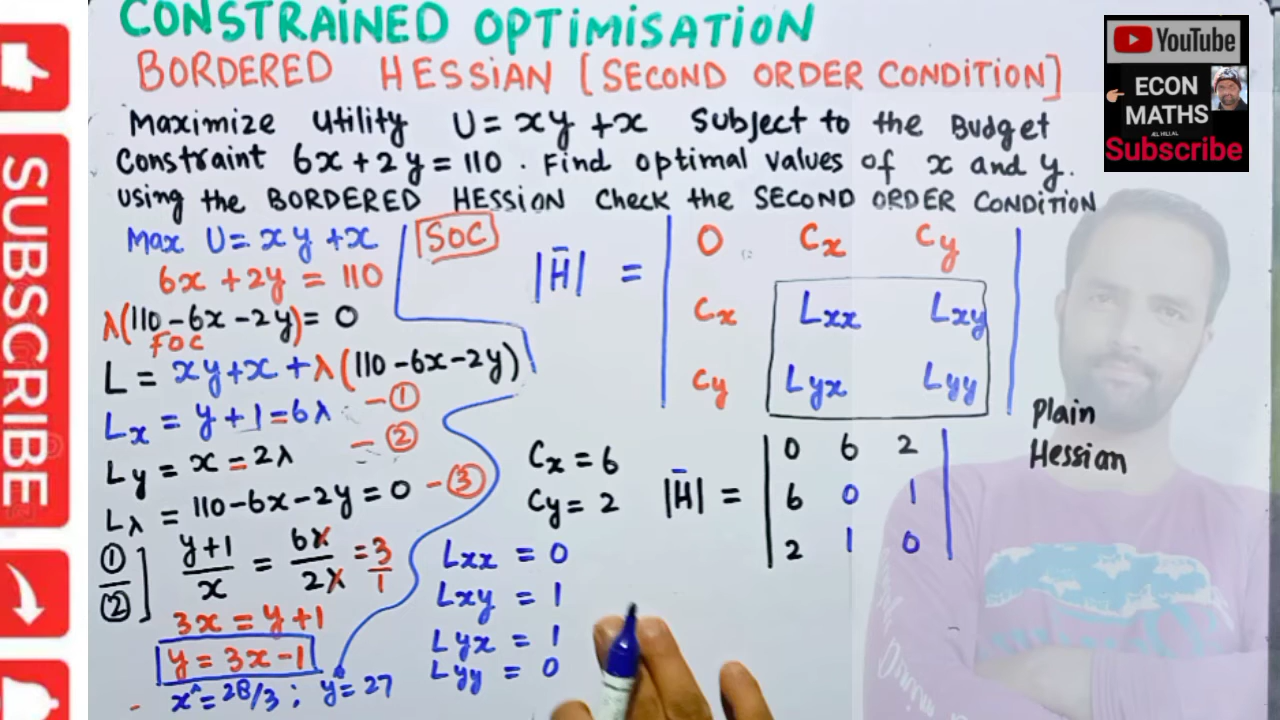 CONSTRAINED OPTIMISATION
BORDERED HESSIAN [SECOND ORDER CONDITION]
Maximize Utility U = xy + x Subject to the Budget
Constraint 6x + 2y = 110 . Find optimal values of x and y.
Using the BORDERED HESSION Check the SECOND ORDER CONDITION
Max U = xy + x
6x + 2y = 110
λ(110 - 6x - 2y) = 0
FOC
L = xy + x + λ(110 - 6x - 2y)
Lx = y + 1 = 6λ - ①
Ly = x = 2λ - ②
Lλ = 110 - 6x - 2y = 0 - ③
①/② ] y+1/x = 6λ/2λ = 3/1
3x = y + 1
y = 3x - 1
x* = 28/3 ; y = 27
SOC
|H̄| = | 0 Cx Cy |
| Cx Lxx Lxy |
| Cy Lyx Lyy |
Plain
Hessian
Cx = 6
Cy = 2
|H̄| = | 0 6 2 |
| 6 0 1 |
| 2 1 0 |
Lxx = 0
Lxy = 1
Lyx = 1
Lyy = 0
YouTube
ECON
MATHS
Subscribe
SUBSCRIBE